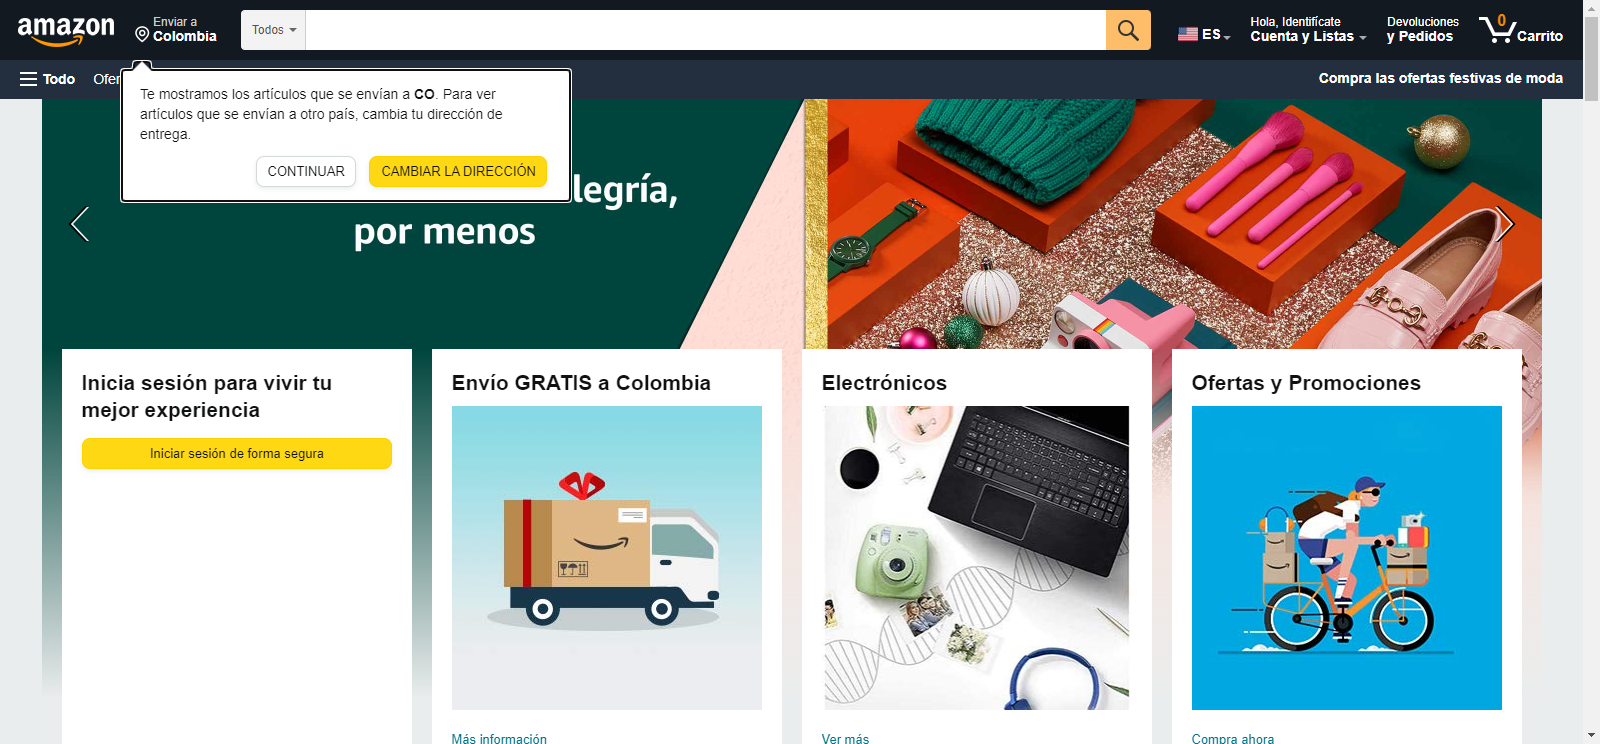 amazon
Enviar a
Colombia
Todos
ES
Hola, Identifícate
Cuenta y Listas
Devoluciones
y Pedidos
0
Carrito
Todo
Compra las ofertas festivas de moda
Te mostramos los artículos que se envían a CO. Para ver
artículos que se envían a otro país, cambia tu dirección de
entrega.
CONTINUAR
CAMBIAR LA DIRECCIÓN
por menos
Inicia sesión para vivir tu
mejor experiencia
Iniciar sesión de forma segura
Envío GRATIS a Colombia
Más información
Electrónicos
Ver más
Ofertas y Promociones
Compra ahora